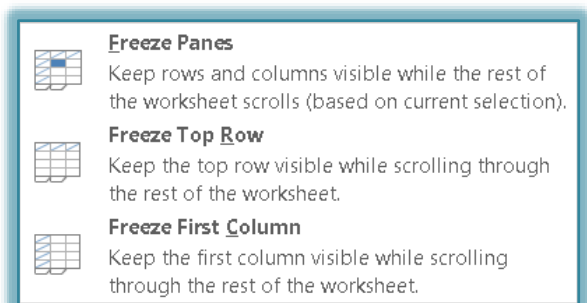 Freeze Panes
Keep rows and columns visible while the rest of
the worksheet scrolls (based on current selection).
Freeze Top Row
Keep the top row visible while scrolling through
the rest of the worksheet.
Freeze First Column
Keep the first column visible while scrolling
through the rest of the worksheet.